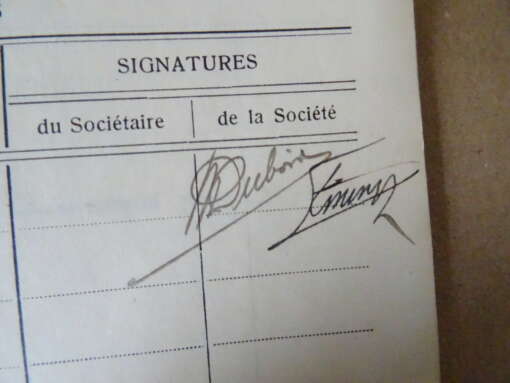 SIGNATURES
du Sociétaire
de la Société
Dubois